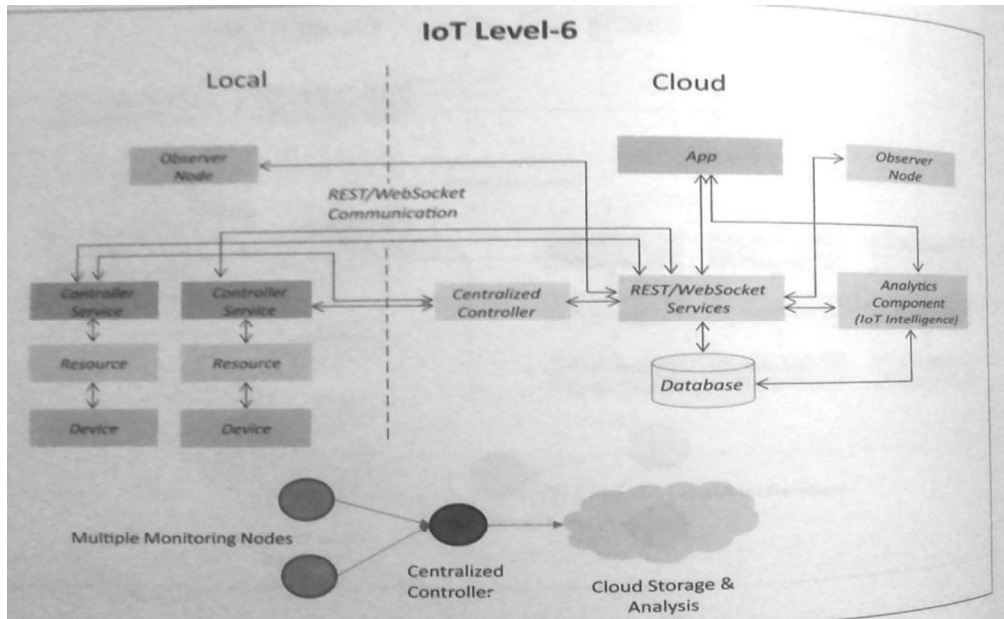 IoT Level-6
Local
Cloud
Observer
Node
App
Observer
Node
REST/WebSocket
Communication
Controller
Service
Controller
Service
Centralized
Controller
REST/WebSocket
Services
Analytics
Component
(IoT Intelligence)
Resource
Resource
Database
Device
Device
Multiple Monitoring Nodes
Centralized
Controller
Cloud Storage &
Analysis